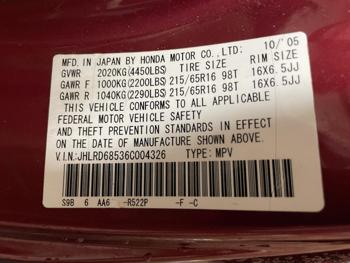 MFD. IN JAPAN BY HONDA MOTOR CO., LTD: 10/'05
GVWR 2020KG(4450LBS) TIRE SIZE RIM SIZE
GAWR F 1000KG(2200LBS) 215/65R16 98T 16X6.5JJ
GAWR R 1040KG(2290LBS) 215/65R16 98T 16X6.5JJ
THIS VEHICLE CONFORMS TO ALL APPLICABLE
FEDERAL MOTOR VEHICLE SAFETY
AND THEFT PREVENTION STANDARDS IN EFFECT
ON THE DATE OF MANUFACTURE SHOWN ABOVE.
V.I.N:JHLRD68536C004326 TYPE: MPV
S9B 6 AA6 -R522P -F -C